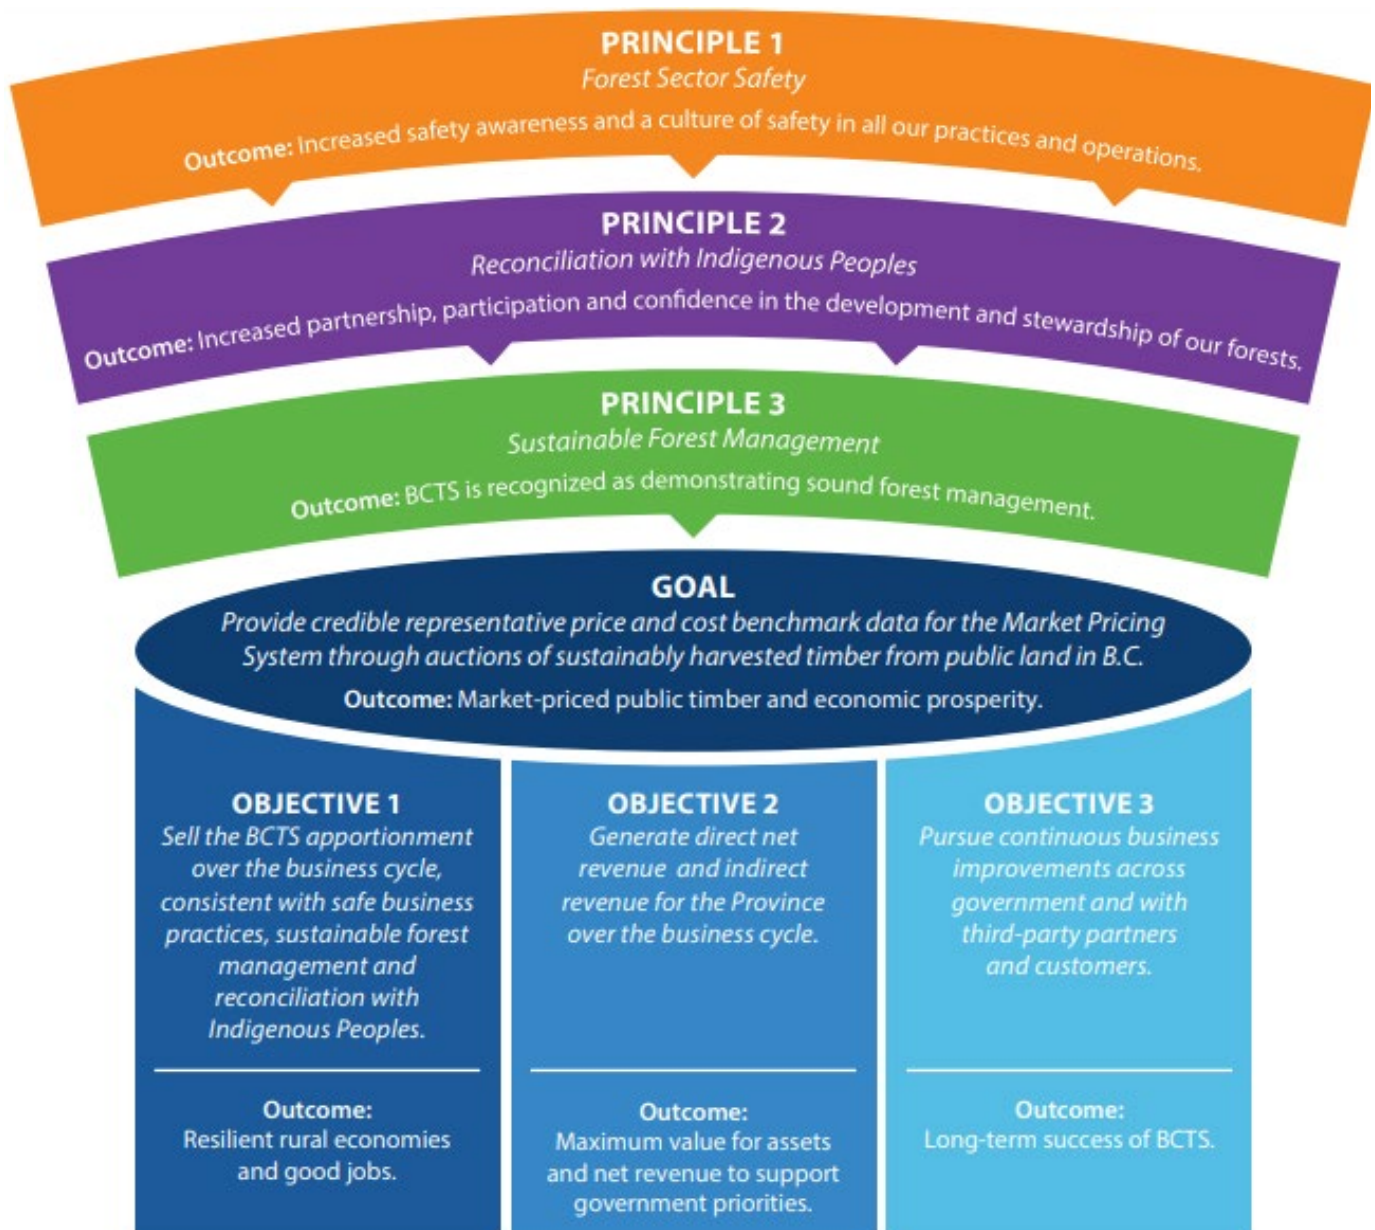 PRINCIPLE 1
Forest Sector Safety
Outcome: Increased safety awareness and a culture of safety in all our practices and operations.
PRINCIPLE 2
Reconciliation with Indigenous Peoples
Outcome: Increased partnership, participation and confidence in the development and stewardship of our forests.
PRINCIPLE 3
Sustainable Forest Management
Outcome: BCTS is recognized as demonstrating sound forest management.
GOAL
Provide credible representative price and cost benchmark data for the Market Pricing
System through auctions of sustainably harvested timber from public land in B.C.
Outcome: Market-priced public timber and economic prosperity.
OBJECTIVE 1
Sell the BCTS apportionment
over the business cycle,
consistent with safe business
practices, sustainable forest
management and
reconciliation with
Indigenous Peoples.
Outcome:
Resilient rural economies
and good jobs.
OBJECTIVE 2
Generate direct net
revenue and indirect
revenue for the Province
over the business cycle.
Outcome:
Maximum value for assets
and net revenue to support
government priorities.
OBJECTIVE 3
Pursue continuous business
improvements across
government and with
third-party partners
and customers.
Outcome:
Long-term success of BCTS.